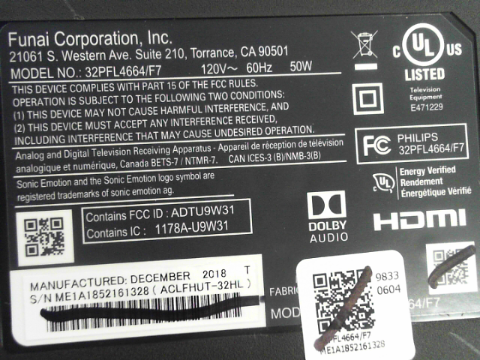 Funai Corporation, Inc.
21061 S. Western Ave. Suite 210, Torrance, CA 90501
MODEL NO.: 32PFL4664/F7 120V~ 60Hz 50W
THIS DEVICE COMPLIES WITH PART 15 OF THE FCC RULES.
OPERATION IS SUBJECT TO THE FOLLOWING TWO CONDITIONS:
(1) THIS DEVICE MAY NOT CAUSE HARMFUL INTERFERENCE, AND
(2) THIS DEVICE MUST ACCEPT ANY INTERFERENCE,
INCLUDING INTERFERENCE THAT MAY CAUSE UNDESIRED OPERATION.
Analog and Digital Television Receiving Apparatus - Appareil de réception de télévision
analogique et numérique, Canada BETS-7 / NTMR-7. CAN ICES-3 (B)/NMB-3(B)
Sonic Emotion and the Sonic Emotion logo symbol are
registered trademarks of sonic emotion ag.
Contains FCC ID: ADTU9W31
Contains IC : 1178A-U9W31
C UL US
LISTED
Television
Equipment
E471229
FC PHILIPS
32PFL4664/F7
C UL Energy Verified
Rendement
Énergétique Vérifié
DOLBY
AUDIO
HDMI
MANUFACTURED: DECEMBER 2018 T
S/N ME1A1852161328 (ACLFHUT-32HL)
FABRI
MOD
9833
0604
PFL4664/F7
ME1A1852161328
/F7